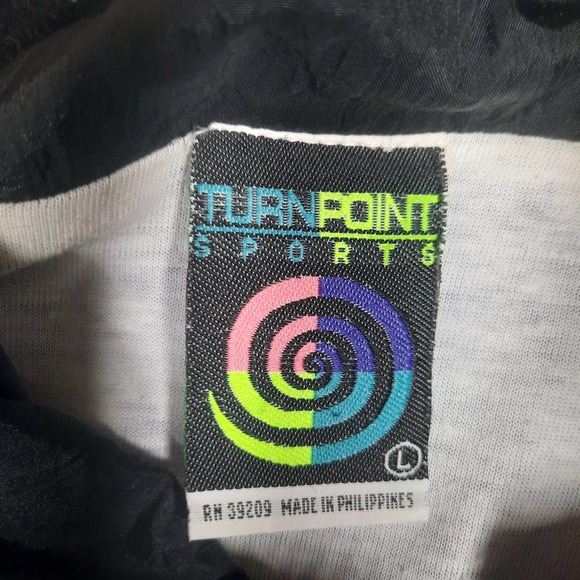 TURNPOINT
SPORTS
L
RN 39209 MADE IN PHILIPPINES